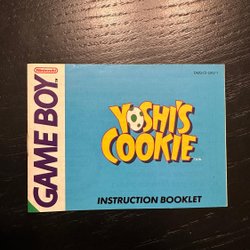 Nintendo
GAME BOY
YOSHI'S
COOKIE
INSTRUCTION BOOKLET